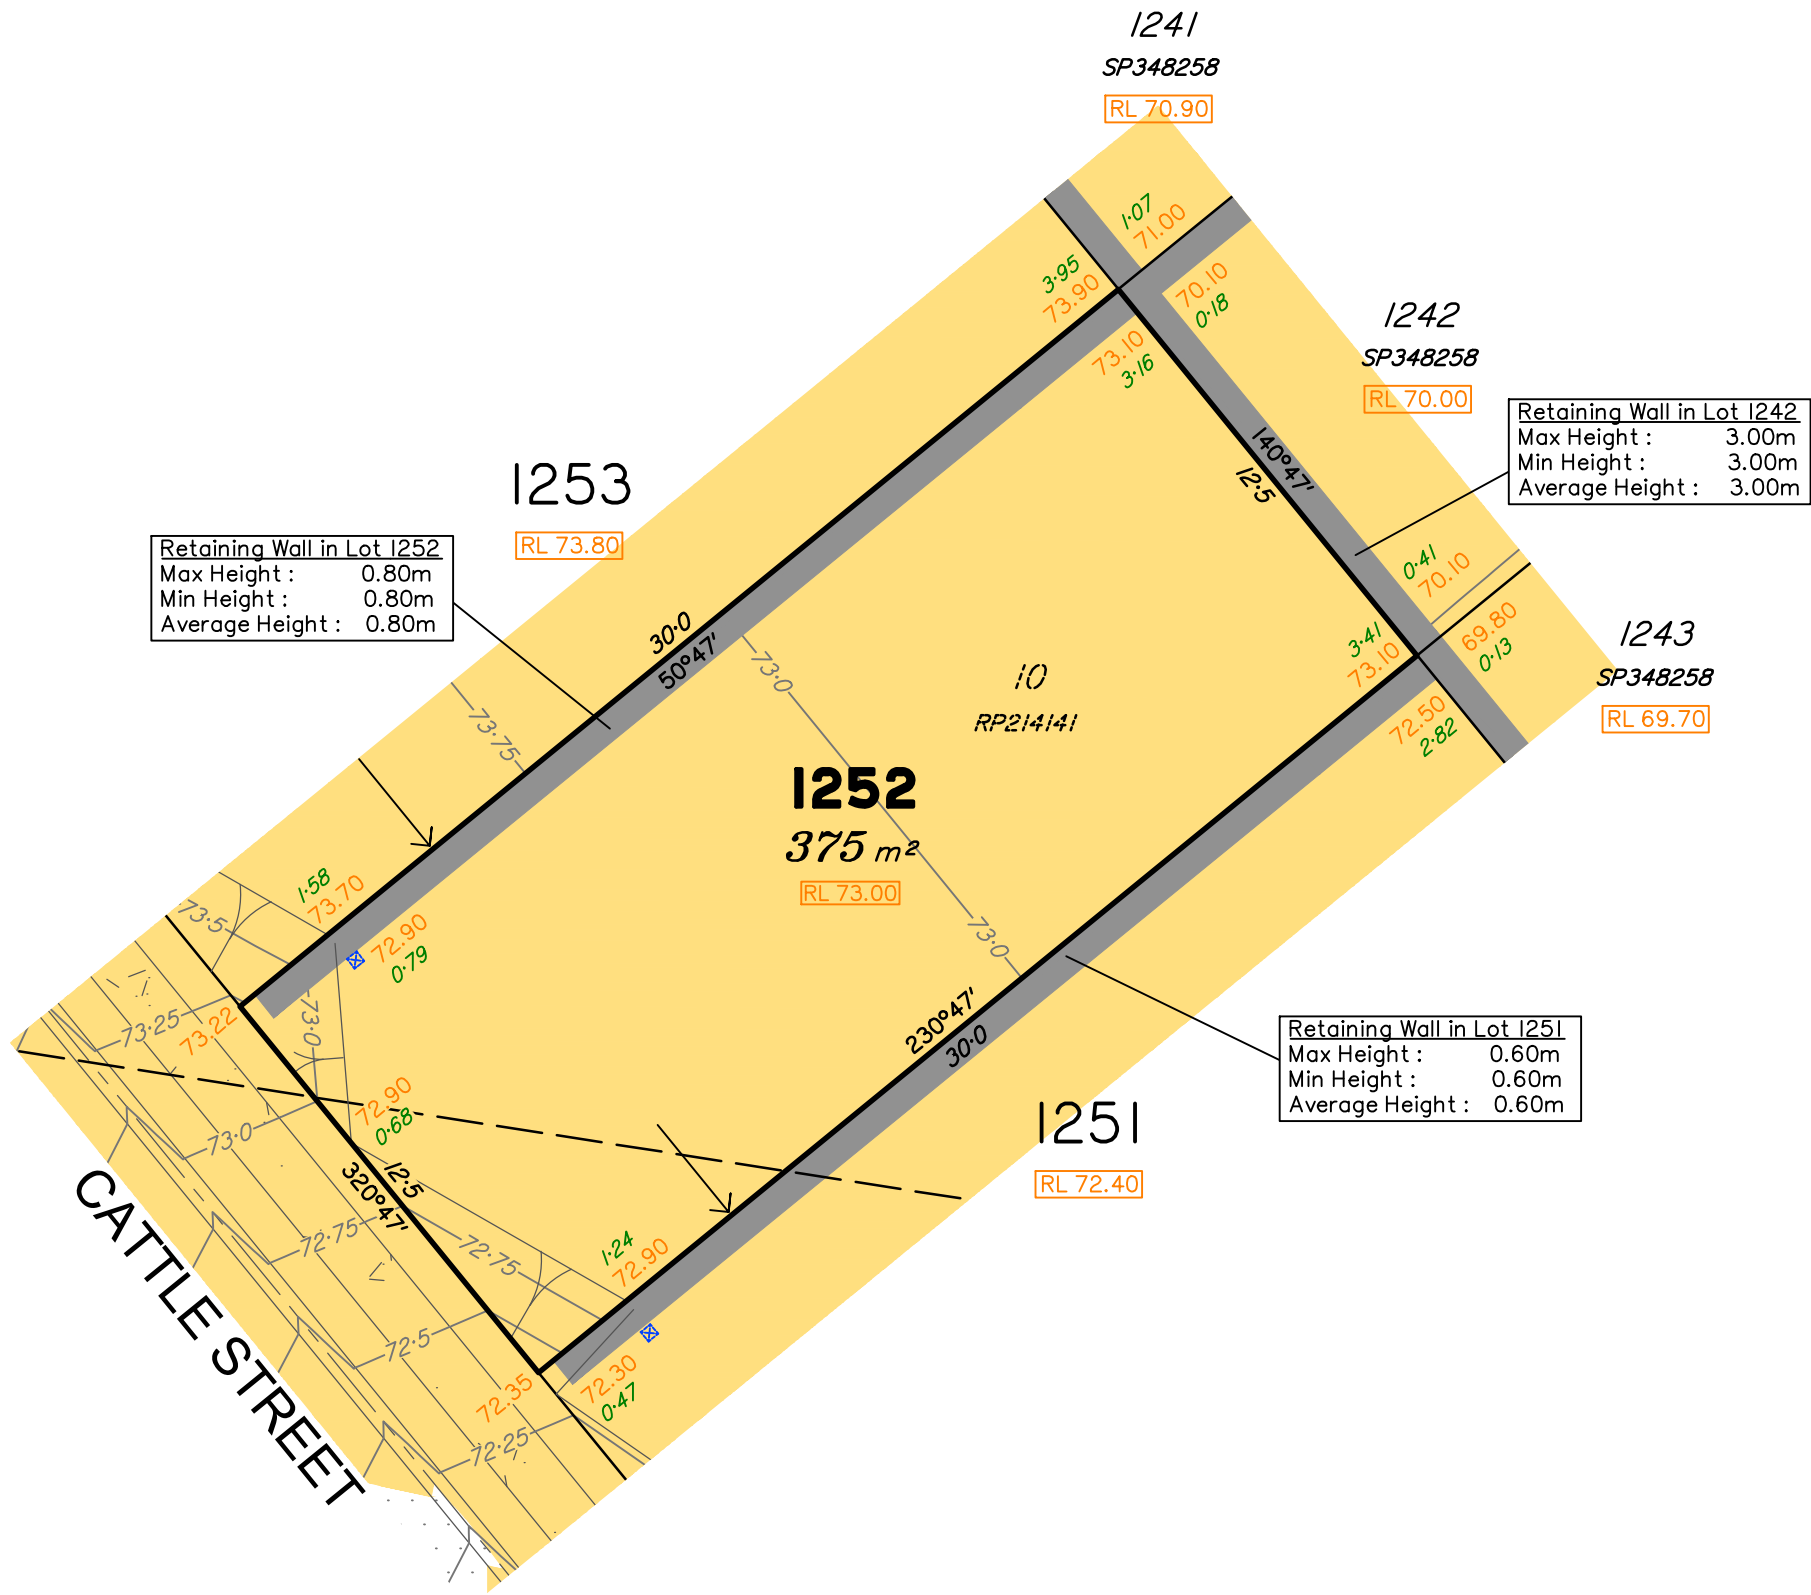 1241
SP348258
RL 70.90
1.07
71.00
3.95
73.90
70.10
0.18
73.10
3.16
1242
SP348258
RL 70.00
Retaining Wall in Lot 1242
Max Height : 3.00m
Min Height : 3.00m
Average Height : 3.00m
140°47'
12.5
1253
RL 73.80
Retaining Wall in Lot 1252
Max Height : 0.80m
Min Height : 0.80m
Average Height : 0.80m
30.0
50°47'
0.41
70.10
69.80
0.13
3.41
73.10
72.50
2.82
1243
SP348258
RL 69.70
73.0
10
RP214141
73.75
1252
375 m²
RL 73.00
73.0
1.58
73.70
72.90
0.79
73.5
73.25
73.22
73.0
230°47'
30.0
Retaining Wall in Lot 1251
Max Height : 0.60m
Min Height : 0.60m
Average Height : 0.60m
72.90
0.68
73.0
1251
RL 72.40
12.5
320°47'
72.75
72.75
1.24
72.90
72.5
72.35
72.30
0.47
72.25
CATTLE STREET